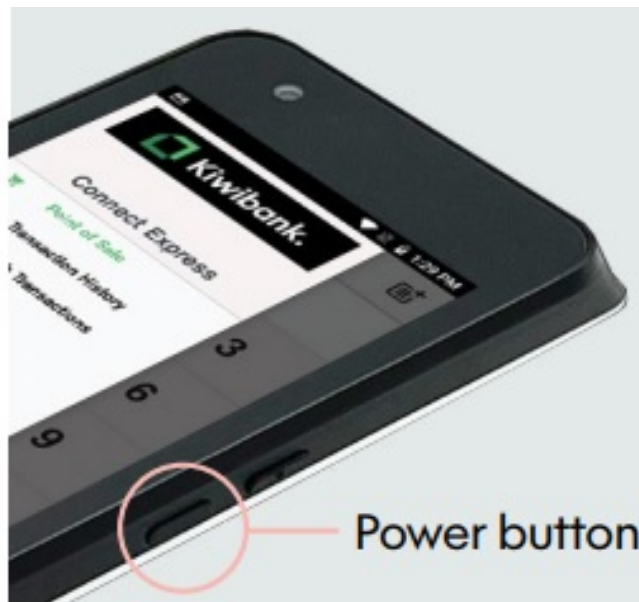 1:29 PM
Kiwibank.
Connect Express
Point of Sale
Transaction History
Transactions
3
6
9
Power button